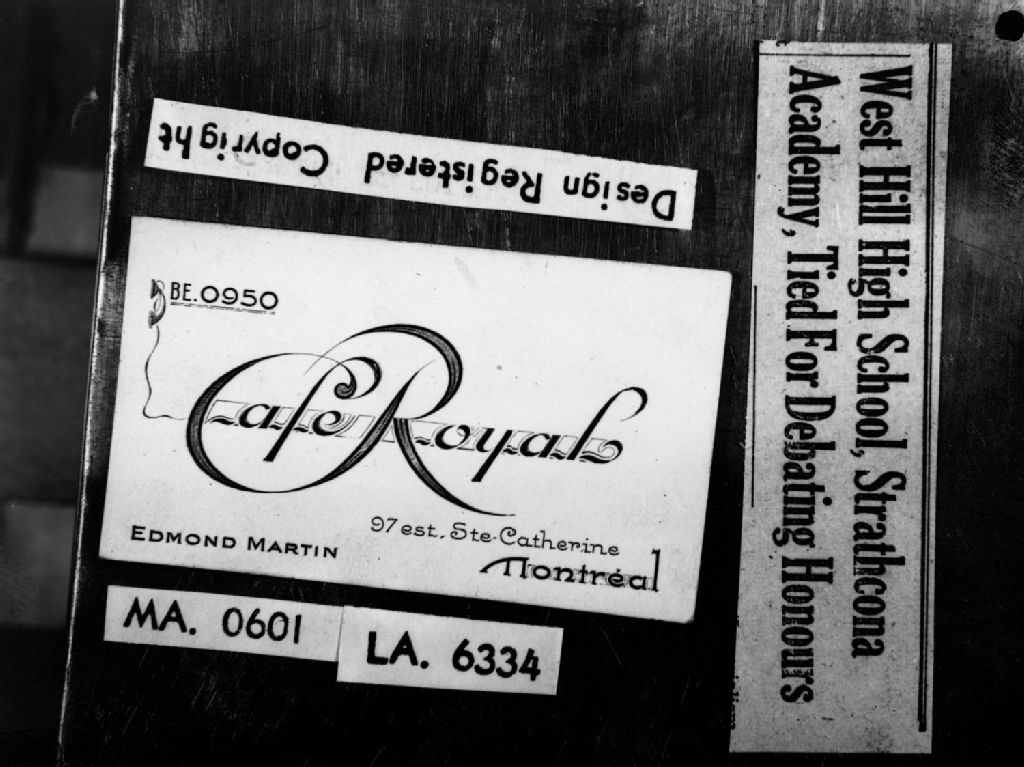 Design Registered Copyright
BE.0950
Café Royal
97 est. Ste-Catherine
Montréal
EDMOND MARTIN
MA. 0601
LA. 6334
West Hill High School, Strathcona
Academy, Tied For Debating Honours